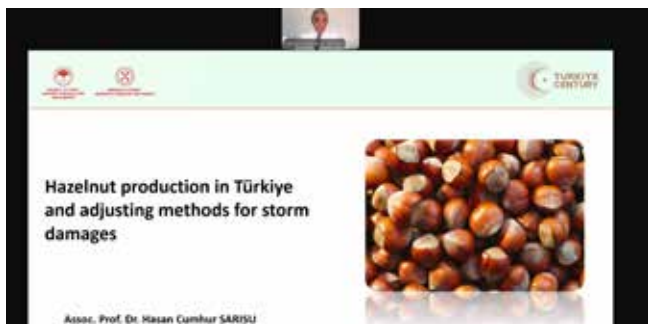 TÜRKİYE
CENTURY
Hazelnut production in Türkiye
and adjusting methods for storm
damages
Assoc. Prof. Dr. Hasan Cumhur SARISU